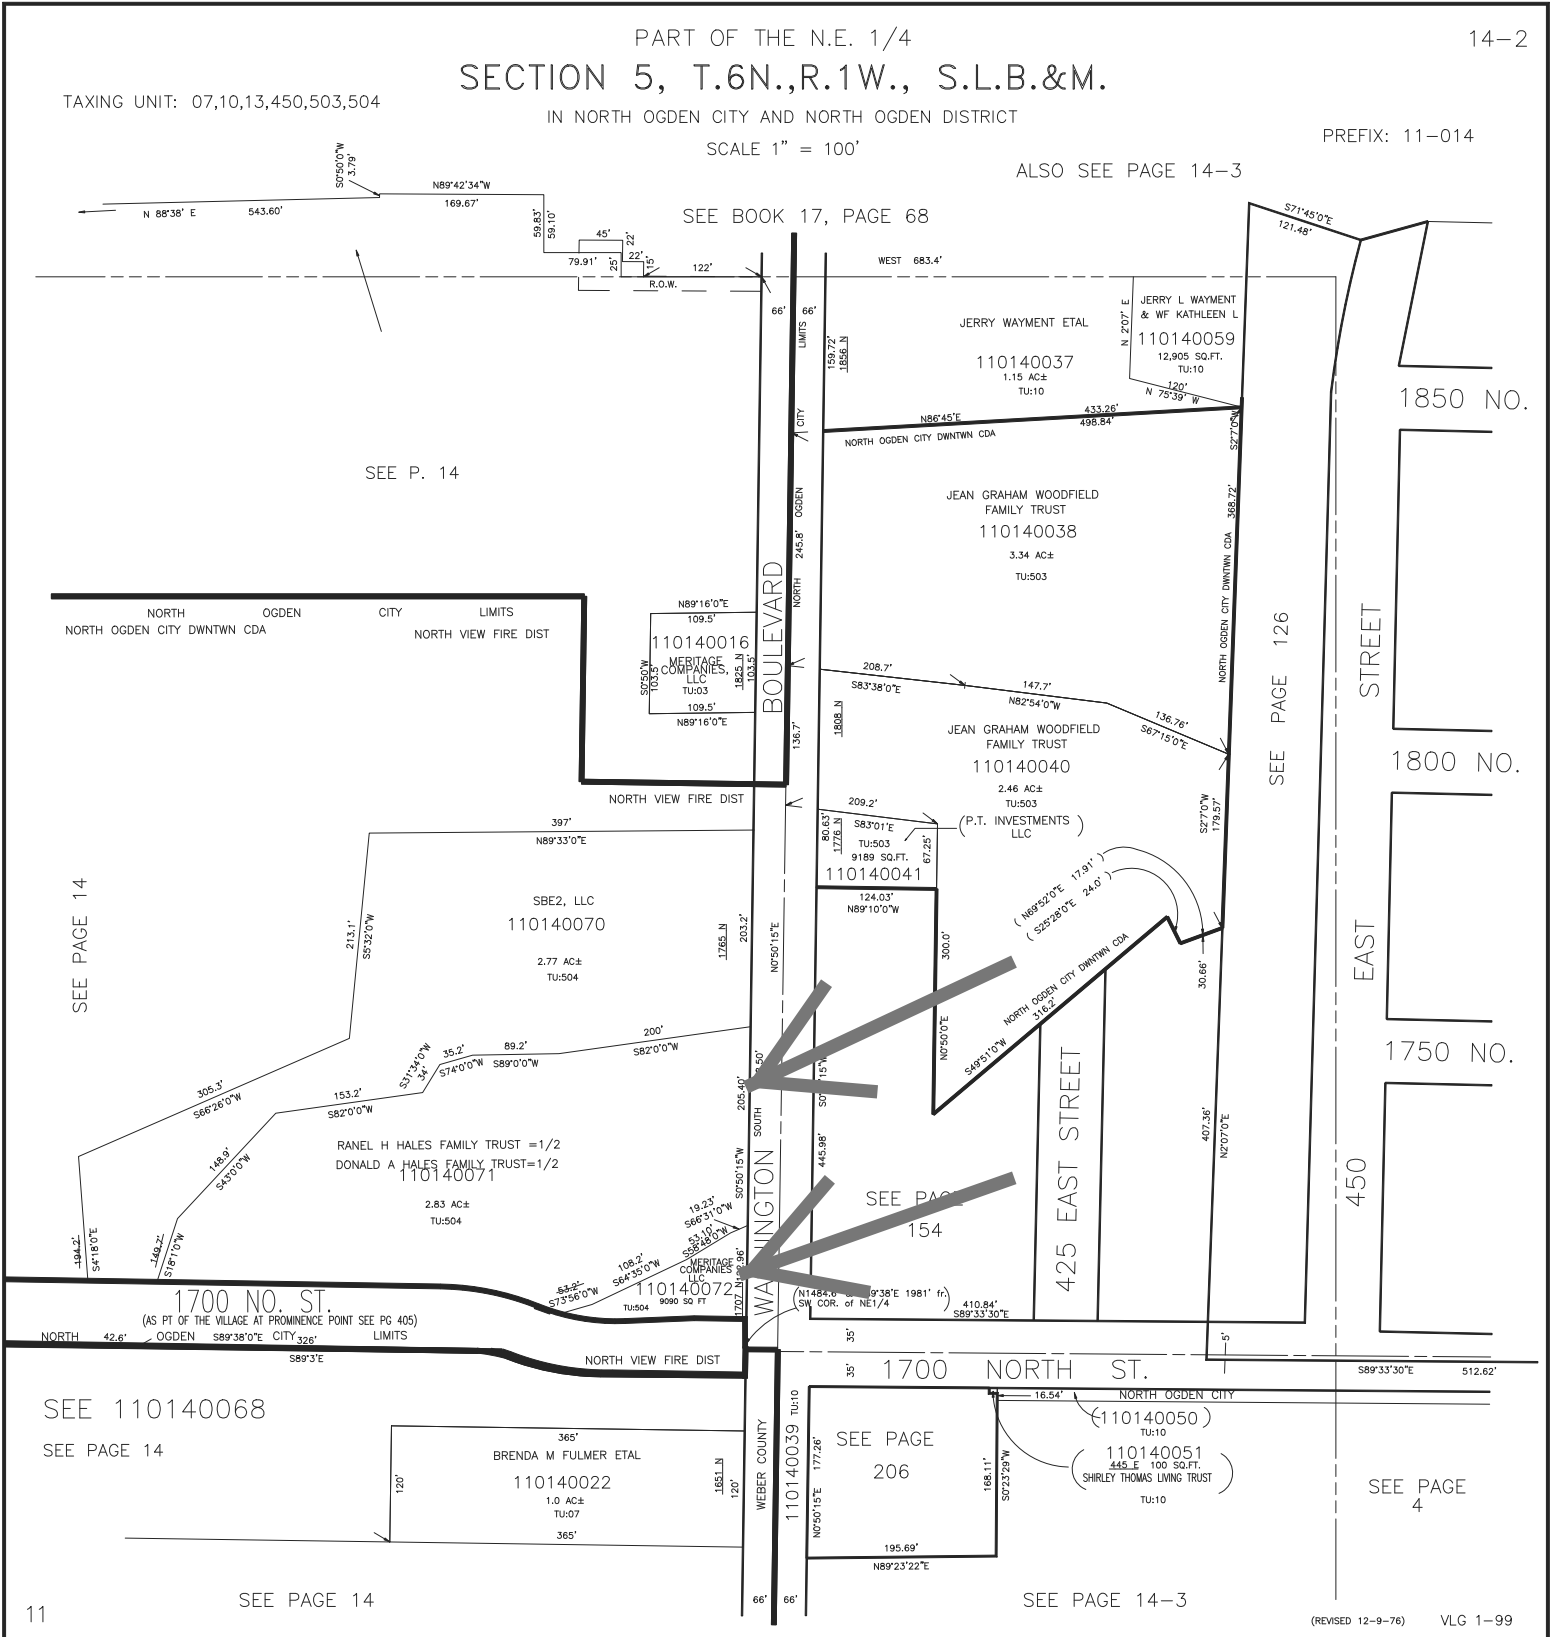 PART OF THE N.E. 1/4
14-2
SECTION 5, T.6N.,R.1W., S.L.B.&M.
TAXING UNIT: 07,10,13,450,503,504
IN NORTH OGDEN CITY AND NORTH OGDEN DISTRICT
PREFIX: 11-014
SCALE 1" = 100'
ALSO SEE PAGE 14-3
SEE BOOK 17, PAGE 68
S0°50'0"W
3.79'
N89°42'34"W
169.67'
N 88°38' E
543.60'
59.83'
59.10'
45'
22'
79.91'
25'
22'
15'
122'
R.O.W.
WEST 683.4'
S71°45'0"E
121.48'
66'
66'
LIMITS
CITY
OGDEN
NORTH
159.72'
1856 N
JERRY WAYMENT ETAL
110140037
1.15 AC±
TU:10
N 2°07' E
JERRY L WAYMENT
& WF KATHLEEN L
110140059
12,905 SQ.FT.
TU:10
120'
N 75°39' W
N86°45'E
433.26'
498.84'
NORTH OGDEN CITY DWNTWN CDA
S2°7'0"W
368.72'
NORTH OGDEN CITY DWNTWN CDA
1850 NO.
SEE P. 14
JEAN GRAHAM WOODFIELD
FAMILY TRUST
110140038
3.34 AC±
TU:503
245.8'
BOULEVARD
NORTH OGDEN CITY LIMITS
NORTH OGDEN CITY DWNTWN CDA
NORTH VIEW FIRE DIST
N89°16'0"E
109.5'
110140016
MERITAGE
COMPANIES,
LLC
TU:03
S0°50'W
103.5'
1825 N
103.5'
109.5'
N89°16'0"E
SEE PAGE 126
STREET
208.7'
S83°38'0"E
147.7'
N82°54'0"W
136.76'
S67°15'0"E
136.7'
1808 N
JEAN GRAHAM WOODFIELD
FAMILY TRUST
110140040
2.46 AC±
TU:503
(P.T. INVESTMENTS )
LLC
1800 NO.
NORTH VIEW FIRE DIST
209.2'
S83°01'E
80.63'
1776 N
TU:503
9189 SQ.FT.
110140041
67.25'
S2°7'0"W
179.57'
397'
N89°33'0"E
124.03'
N89°10'0"W
( N69°52'0"E 17.91' )
( S25°28'0"E 24.0' )
SEE PAGE 14
SBE2, LLC
110140070
2.77 AC±
TU:504
213.1'
S5°32'0"W
1765 N
203.2'
N0°50'15"E
300.0'
N0°50'0"E
NORTH OGDEN CITY DWNTWN CDA
316.2'
S49°51'0"W
30.66'
EAST
1750 NO.
200'
S82°0'0"W
89.2'
S89°0'0"W
35.2'
S74°0'0"W
S31°34'0"W
34'
153.2'
S82°0'0"W
305.3'
S66°26'0"W
205.40'
SOUTH
148.9'
S43°0'0"W
RANEL H HALES FAMILY TRUST =1/2
DONALD A HALES FAMILY TRUST=1/2
110140071
2.83 AC±
TU:504
S0°50'15"W
445.98'
425 EAST STREET
407.36'
N2°07'0"E
450
SEE
154
19.23'
S66°31'0"W
53.10'
S58°48'0"W
194.2'
S4°18'0"E
149.7'
S18°1'0"W
108.2'
S64°35'0"W
53.2'
S73°56'0"W
MERITAGE
COMPANIES
LLC
110140072
TU:504
9090 SQ FT
1707 N
1700 NO. ST.
(AS PT OF THE VILLAGE AT PROMINENCE POINT SEE PG 405)
SW COR. of NE1/4
1981' fr.
410.84'
S89°33'30"E
NORTH 42.6' OGDEN S89°38'0"E CITY 326' LIMITS
S89°3'E
NORTH VIEW FIRE DIST
35'
35'
1700 NORTH ST.
5'
S89°33'30"E
512.62'
SEE 110140068
SEE PAGE 14
16.54'
NORTH OGDEN CITY
(110140050 )
TU:10
110140051
445 E 100 SQ.FT.
SHIRLEY THOMAS LIVING TRUST
TU:10
365'
BRENDA M FULMER ETAL
110140022
1.0 AC±
TU:07
120'
1651 N
120'
365'
WEBER COUNTY
110140039 TU:10
N0°50'15"E 177.26'
SEE PAGE
206
168.11'
S0°23'29"W
195.69'
N89°23'22"E
SEE PAGE
4
SEE PAGE 14
66'
66'
SEE PAGE 14-3
11
(REVISED 12-9-76)
VLG 1-99